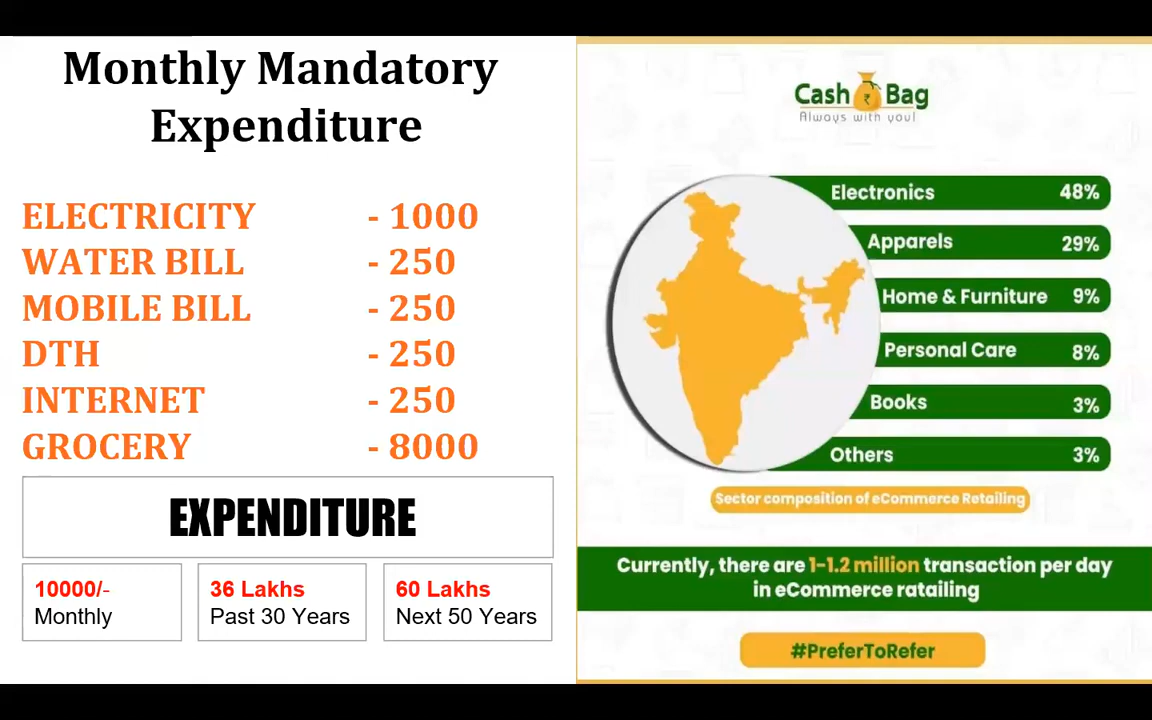 Monthly Mandatory
Expenditure
ELECTRICITY - 1000
WATER BILL - 250
MOBILE BILL - 250
DTH - 250
INTERNET - 250
GROCERY - 8000
EXPENDITURE
10000/-
Monthly
36 Lakhs
Past 30 Years
60 Lakhs
Next 50 Years
Cash ₹ Bag
Always with you!
Electronics 48%
Apparels 29%
Home & Furniture 9%
Personal Care 8%
Books 3%
Others 3%
Sector composition of eCommerce Retailing
Currently, there are 1-1.2 million transaction per day
in eCommerce ratailing
#PreferToRefer